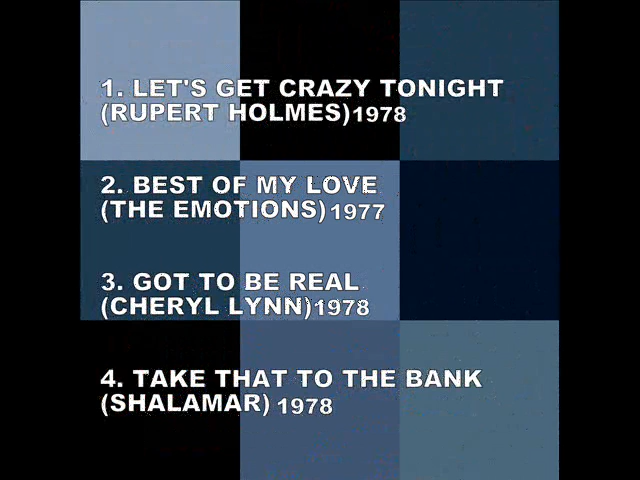 1. LET'S GET CRAZY TONIGHT
(RUPERT HOLMES)1978
2. BEST OF MY LOVE
(THE EMOTIONS)1977
3. GOT TO BE REAL
(CHERYL LYNN)1978
4. TAKE THAT TO THE BANK
(SHALAMAR) 1978